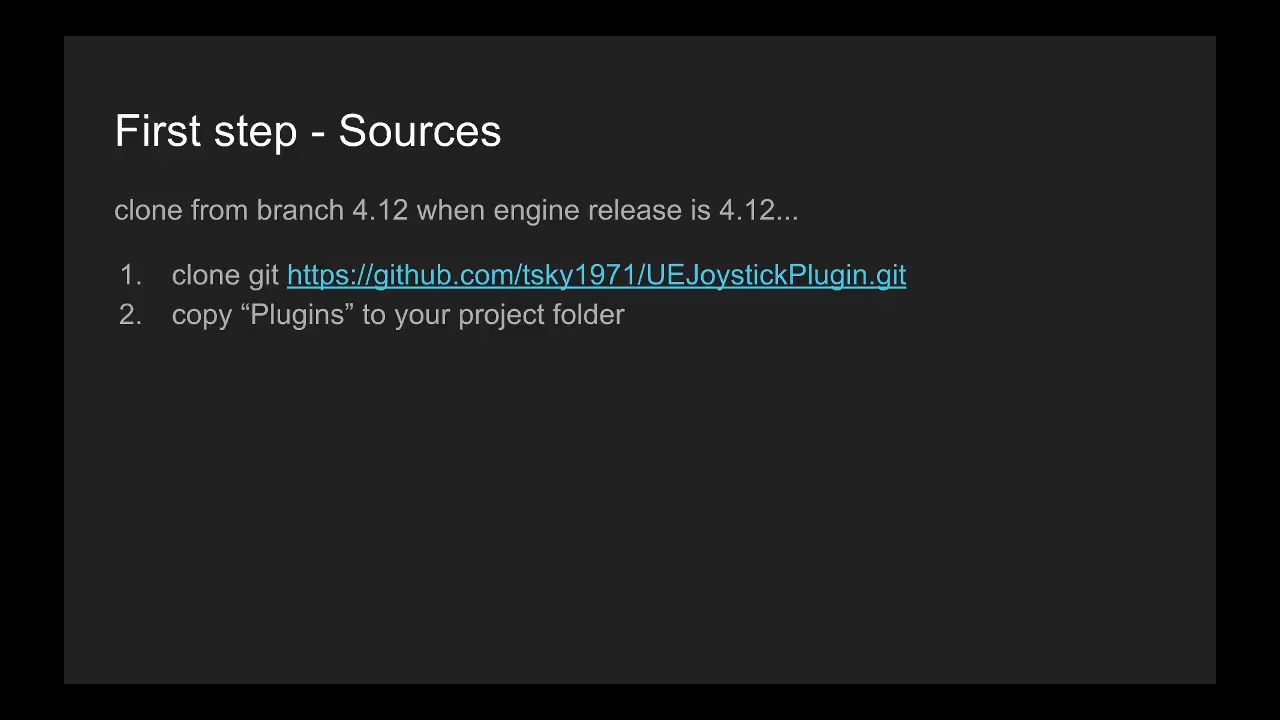 First step - Sources
clone from branch 4.12 when engine release is 4.12...
1. clone git https://github.com/tsky1971/UEJoystickPlugin.git
2. copy “Plugins” to your project folder